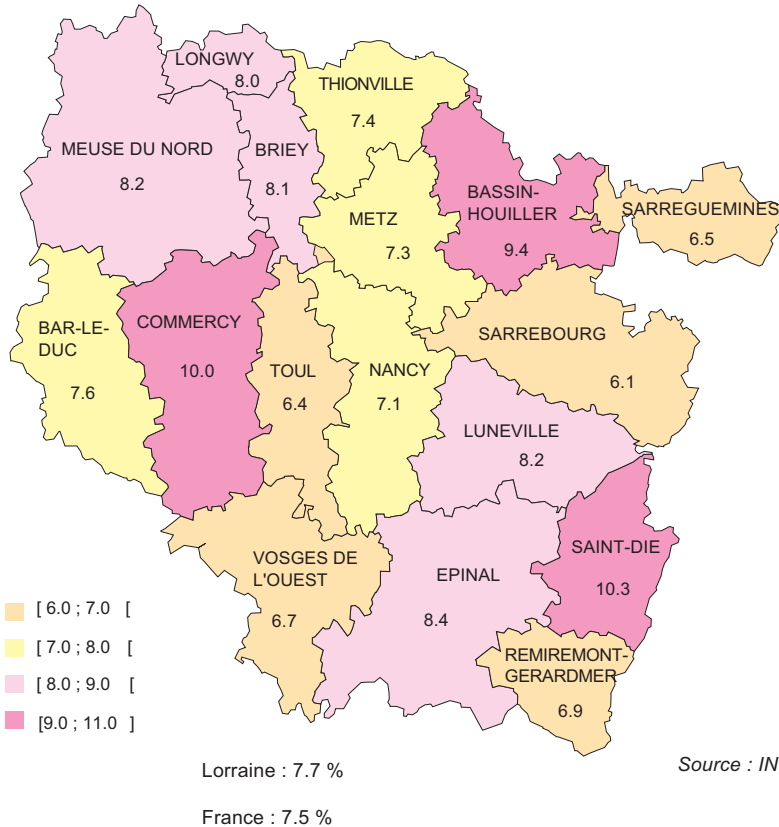 LONGWY
8.0
THIONVILLE
7.4
MEUSE DU NORD
8.2
BRIEY
8.1
BASSIN-
HOUILLER
9.4
SARREGUEMINES
6.5
METZ
7.3
BAR-LE-
DUC
7.6
COMMERCY
10.0
TOUL
6.4
NANCY
7.1
SARREBOURG
6.1
LUNEVILLE
8.2
VOSGES DE
L'OUEST
6.7
EPINAL
8.4
SAINT-DIE
10.3
REMIREMONT-
GERARDMER
6.9
[ 6.0 ; 7.0 [
[ 7.0 ; 8.0 [
[ 8.0 ; 9.0 [
[9.0 ; 11.0 ]
Lorraine : 7.7 %
France : 7.5 %
Source : IN